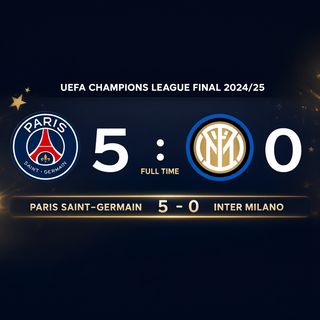 UEFA CHAMPIONS LEAGUE FINAL 2024/25
PARIS
SAINT-GERMAIN
5 : 0
FULL TIME
PARIS SAINT-GERMAIN 5 - 0 INTER MILANO